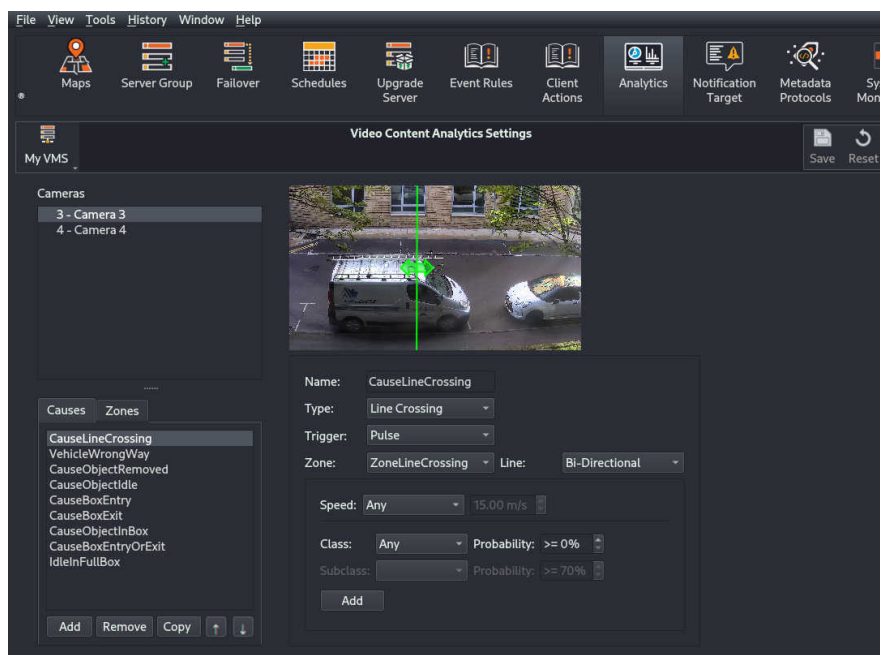 File View Tools History Window Help
Maps
Server Group
Failover
Schedules
Upgrade
Server
Event Rules
Client
Actions
Analytics
Notification
Target
Metadata
Protocols
Sy
Mon
My VMS
Video Content Analytics Settings
Save
Reset
Cameras
3 - Camera 3
4 - Camera 4
Causes Zones
CauseLineCrossing
VehicleWrongWay
CauseObjectRemoved
CauseObjectIdle
CauseBoxEntry
CauseBoxExit
CauseObjectInBox
CauseBoxEntryOrExit
IdleInFullBox
Add Remove Copy ↑ ↓
Name: CauseLineCrossing
Type: Line Crossing
Trigger: Pulse
Zone: ZoneLineCrossing Line: Bi-Directional
Speed: Any 15.00 m/s
Class: Any Probability: >= 0%
Subclass: Probability: >= 70%
Add